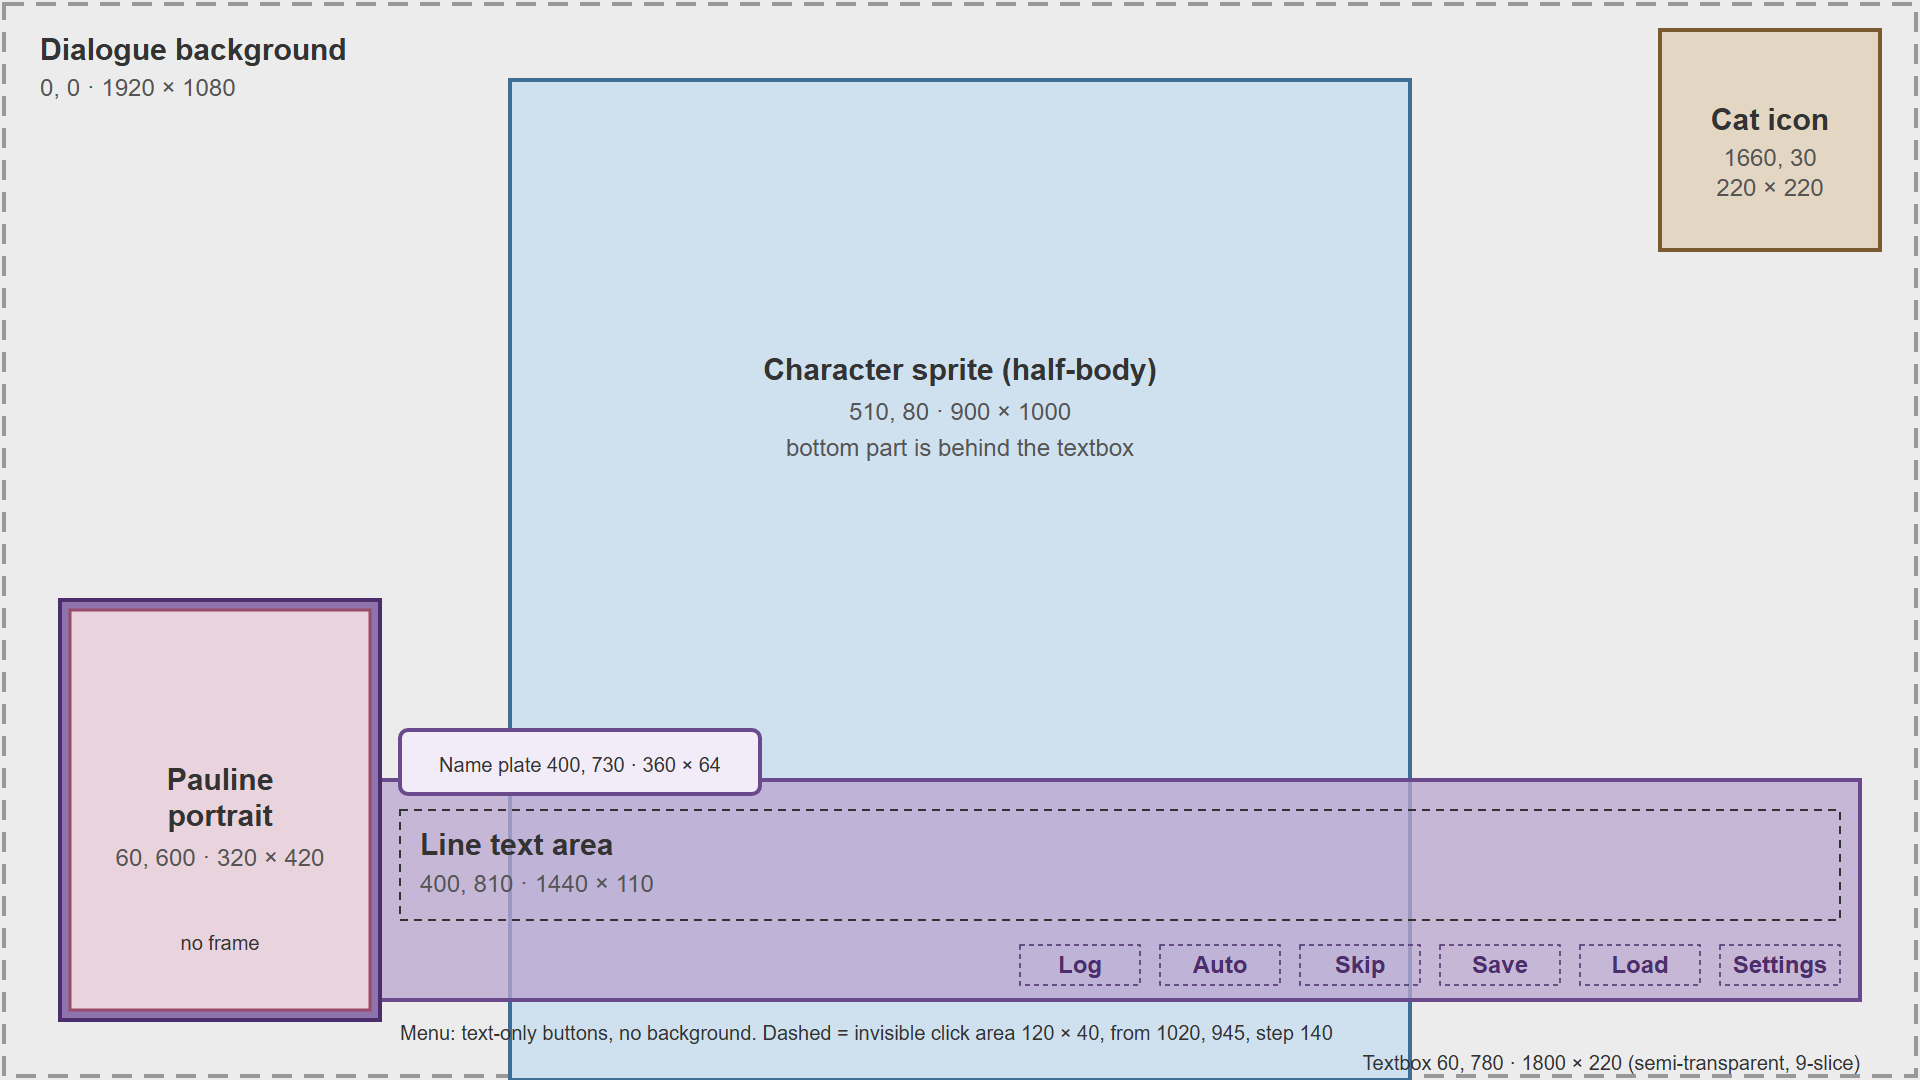 Dialogue background
0, 0 · 1920 × 1080
Cat icon
1660, 30
220 × 220
Character sprite (half-body)
510, 80 · 900 × 1000
bottom part is behind the textbox
Name plate 400, 730 · 360 × 64
Pauline
portrait
60, 600 · 320 × 420
no frame
Line text area
400, 810 · 1440 × 110
Log Auto Skip Save Load Settings
Menu: text-only buttons, no background. Dashed = invisible click area 120 × 40, from 1020, 945, step 140
Textbox 60, 780 · 1800 × 220 (semi-transparent, 9-slice)